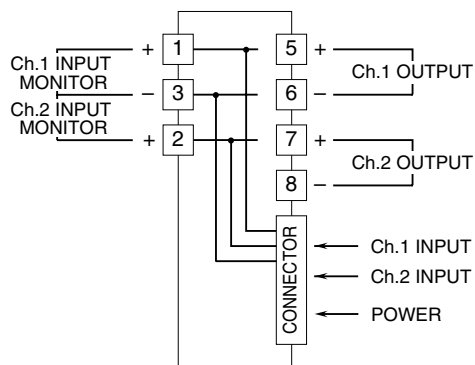 + 1 5 +
Ch.1 INPUT
MONITOR
Ch.1 OUTPUT
− 3 6 −
Ch.2 INPUT
MONITOR
+ 2 7 +
Ch.2 OUTPUT
8 −
CONNECTOR
Ch.1 INPUT
Ch.2 INPUT
POWER